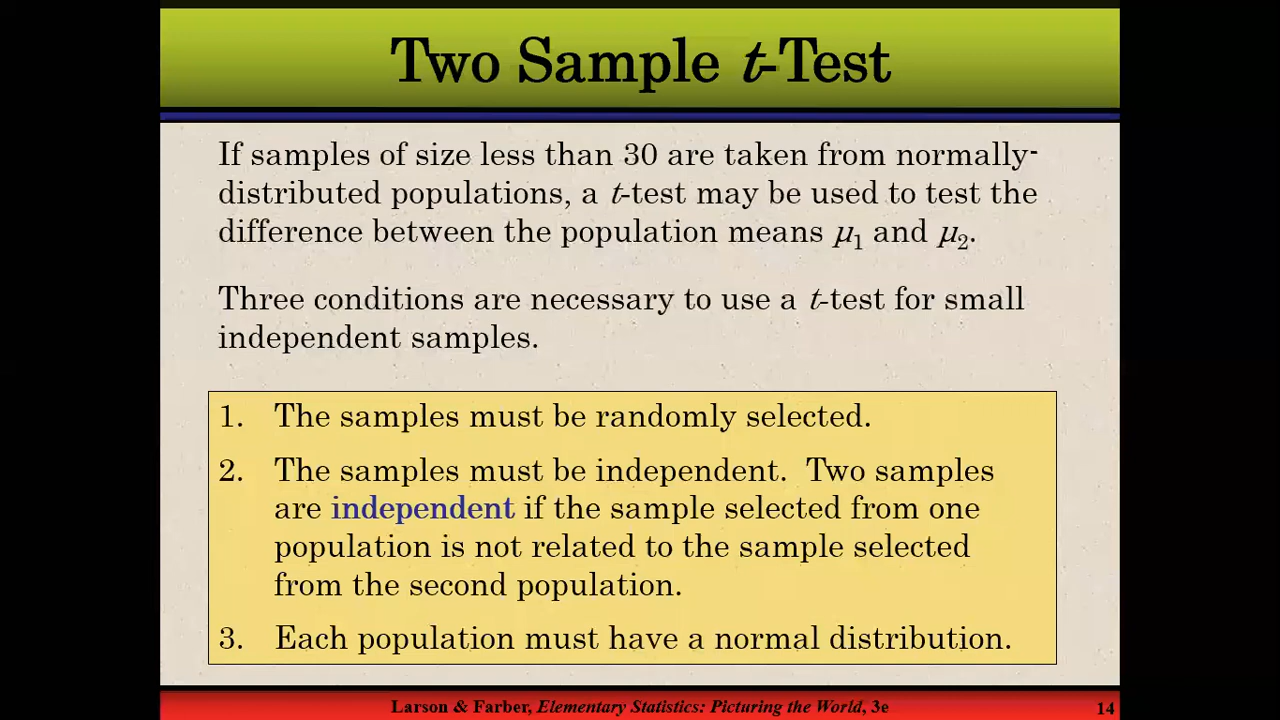 Two Sample t-Test
If samples of size less than 30 are taken from normally-
distributed populations, a t-test may be used to test the
difference between the population means μ₁ and μ₂.
Three conditions are necessary to use a t-test for small
independent samples.
1. The samples must be randomly selected.
2. The samples must be independent. Two samples
are independent if the sample selected from one
population is not related to the sample selected
from the second population.
3. Each population must have a normal distribution.
Larson & Farber, Elementary Statistics: Picturing the World, 3e
14